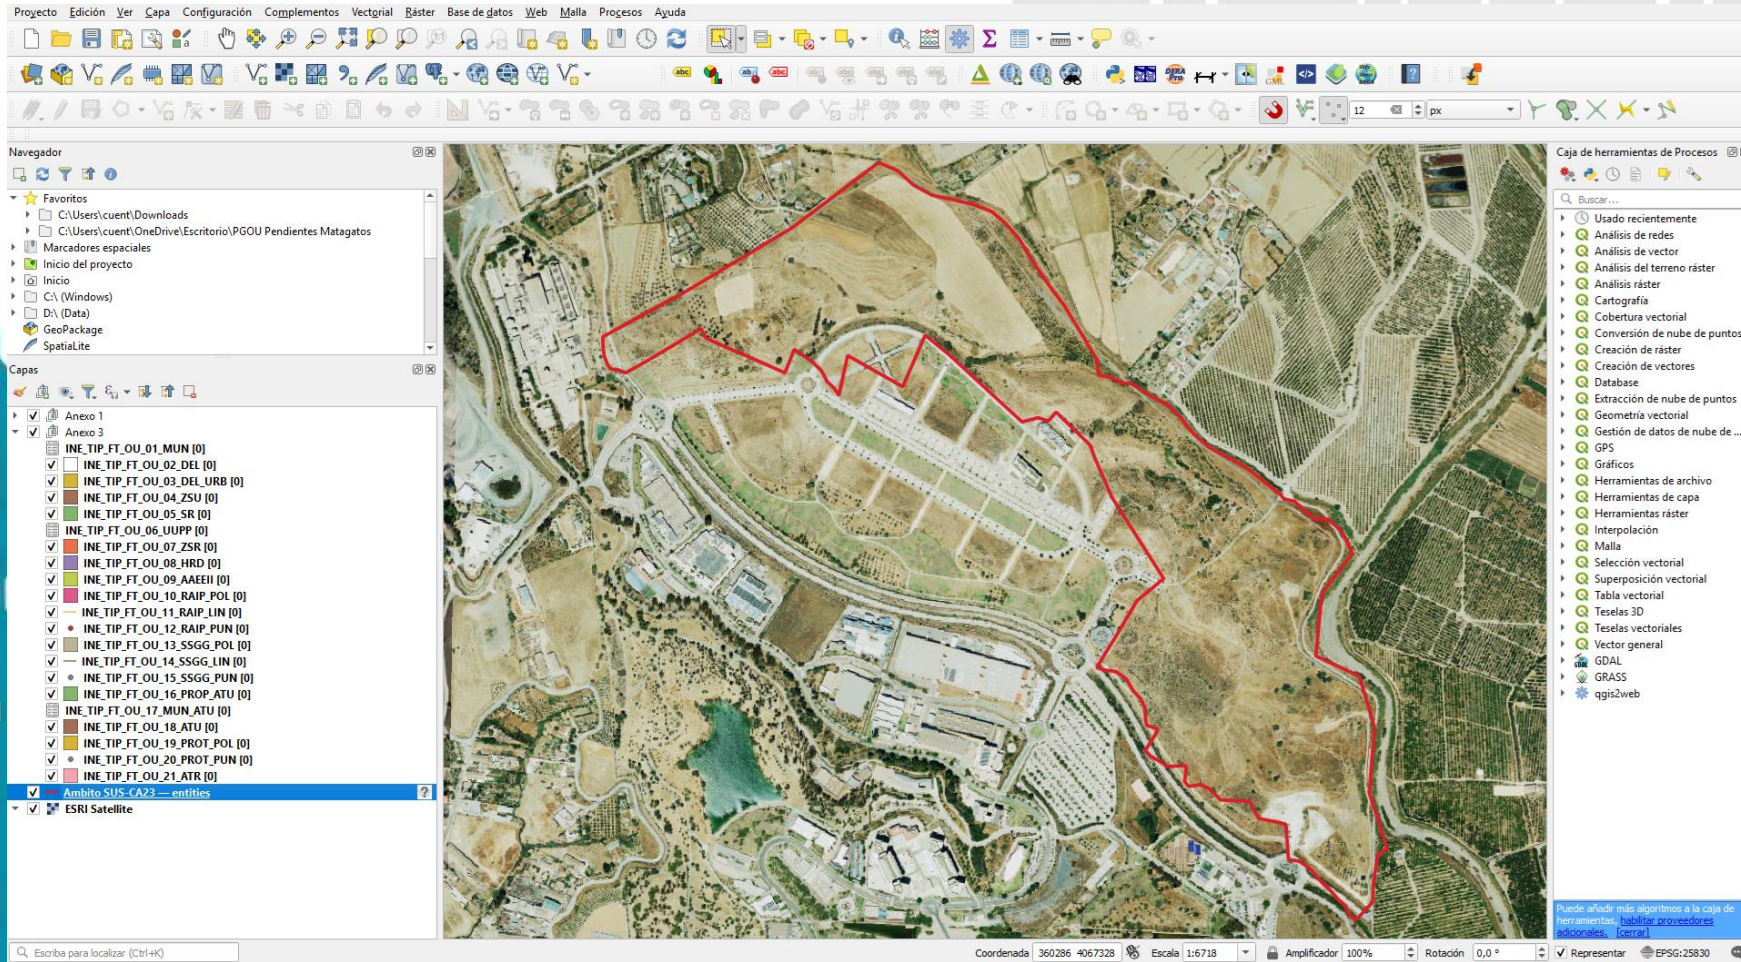 Proyecto Edición Ver Capa Configuración Complementos Vectorial Ráster Base de datos Web Malla Procesos Ayuda
12 px
Navegador
Favoritos
C:\Users\cuent\Downloads
C:\Users\cuent\OneDrive\Escritorio\PGOU Pendientes Matagatos
Marcadores espaciales
Inicio del proyecto
Inicio
C:\ (Windows)
D:\ (Data)
GeoPackage
SpatiaLite
Capas
Anexo 1
Anexo 3
INE_TIP_FT_OU_01_MUN [0]
INE_TIP_FT_OU_02_DEL [0]
INE_TIP_FT_OU_03_DEL_URB [0]
INE_TIP_FT_OU_04_ZSU [0]
INE_TIP_FT_OU_05_SR [0]
INE_TIP_FT_OU_06_UUPP [0]
INE_TIP_FT_OU_07_ZSR [0]
INE_TIP_FT_OU_08_HRD [0]
INE_TIP_FT_OU_09_AAEEII [0]
INE_TIP_FT_OU_10_RAIP_POL [0]
INE_TIP_FT_OU_11_RAIP_LIN [0]
INE_TIP_FT_OU_12_RAIP_PUN [0]
INE_TIP_FT_OU_13_SSGG_POL [0]
INE_TIP_FT_OU_14_SSGG_LIN [0]
INE_TIP_FT_OU_15_SSGG_PUN [0]
INE_TIP_FT_OU_16_PROP_ATU [0]
INE_TIP_FT_OU_17_MUN_ATU [0]
INE_TIP_FT_OU_18_ATU [0]
INE_TIP_FT_OU_19_PROT_POL [0]
INE_TIP_FT_OU_20_PROT_PUN [0]
INE_TIP_FT_OU_21_ATR [0]
Ambito SUS-CA23 — entities ?
ESRI Satellite
Caja de herramientas de Procesos
Buscar...
Usado recientemente
Análisis de redes
Análisis de vector
Análisis del terreno ráster
Análisis ráster
Cartografía
Cobertura vectorial
Conversión de nube de puntos
Creación de ráster
Creación de vectores
Database
Extracción de nube de puntos
Geometría vectorial
Gestión de datos de nube de ...
GPS
Gráficos
Herramientas de archivo
Herramientas de capa
Herramientas ráster
Interpolación
Malla
Selección vectorial
Superposición vectorial
Tabla vectorial
Teselas 3D
Teselas vectoriales
Vector general
GDAL
GRASS
qgis2web
Puede añadir más algoritmos a la caja de
herramientas, habilitar proveedores
adicionales. [cerrar]
Escriba para localizar (Ctrl+K) Coordenada 360286 4067328 Escala 1:6718 Amplificador 100% Rotación 0,0 ° Representar EPSG:25830